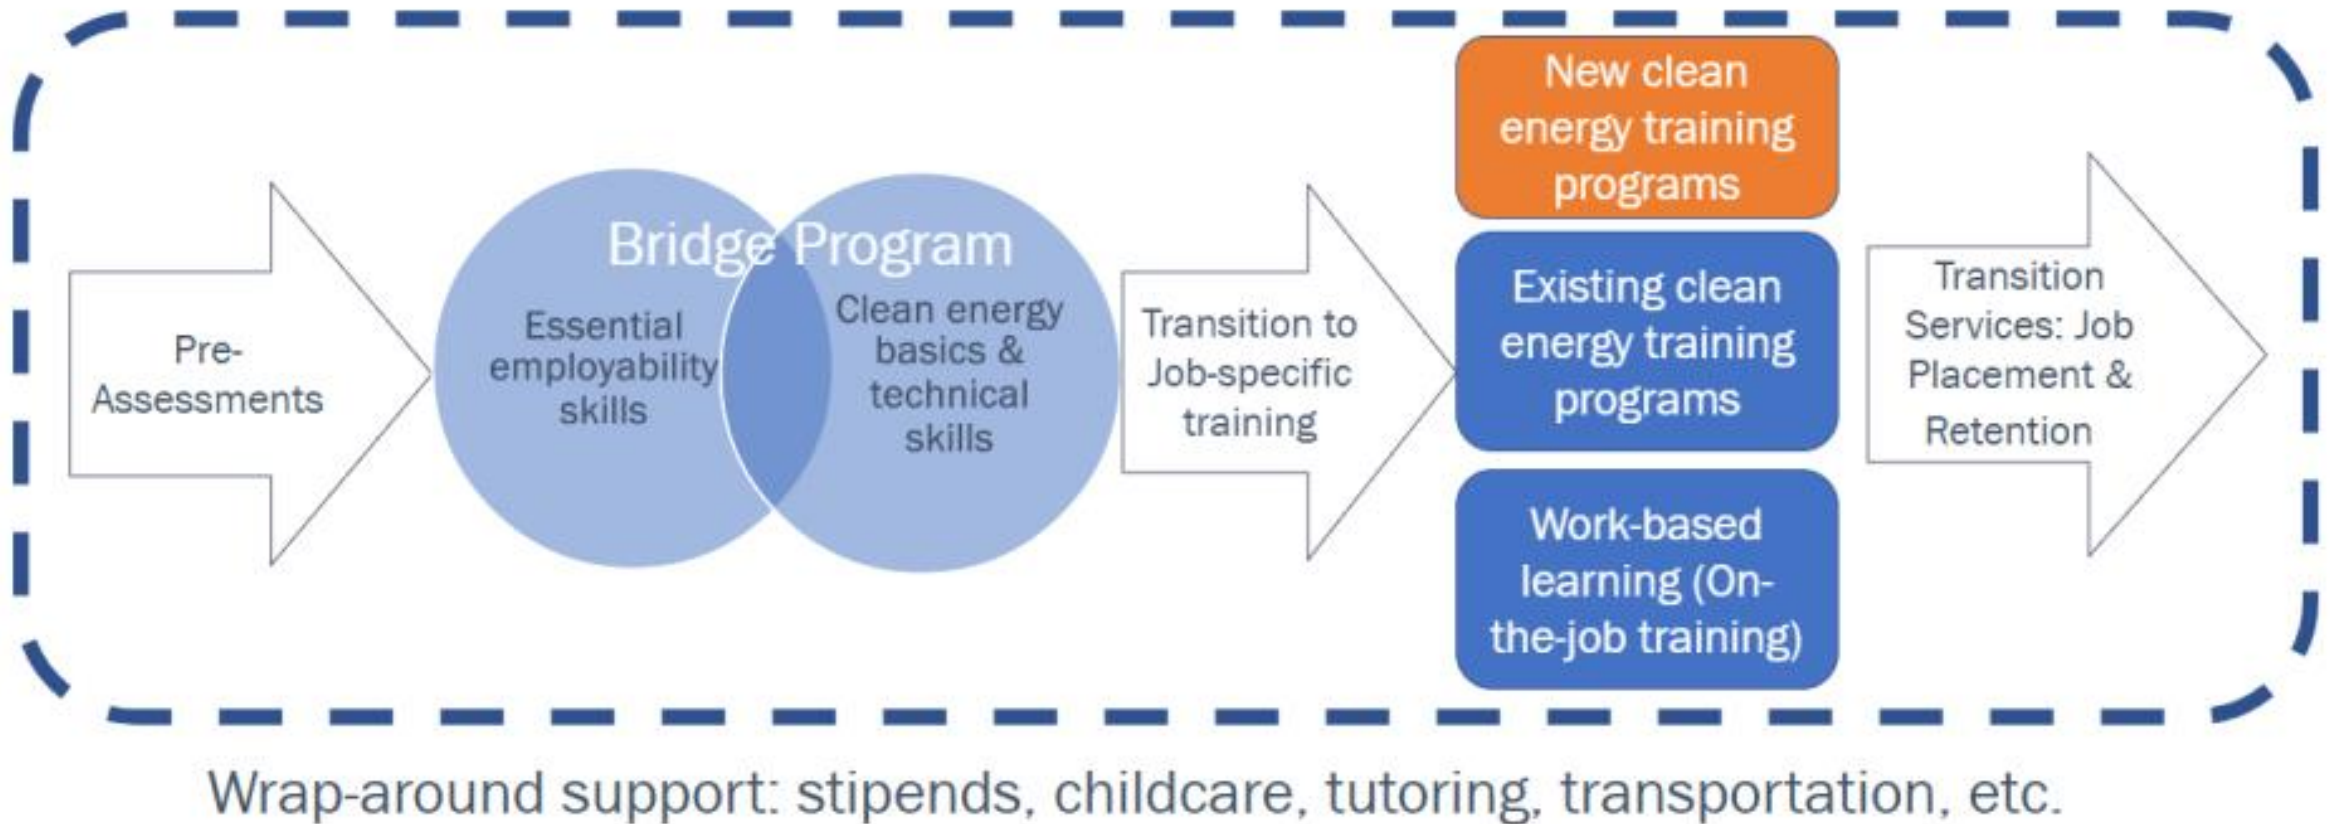 Pre-
Assessments
Bridge Program
Essential
employability
skills
Clean energy
basics &
technical
skills
Transition to
Job-specific
training
New clean
energy training
programs
Existing clean
energy training
programs
Work-based
learning (On-
the-job training)
Transition
Services: Job
Placement &
Retention
Wrap-around support: stipends, childcare, tutoring, transportation, etc.